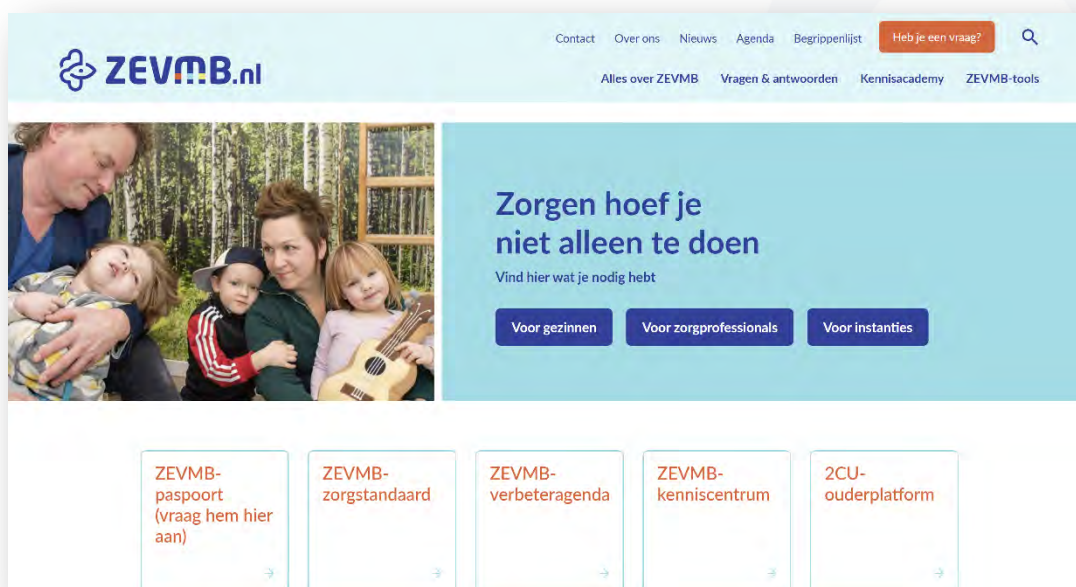 Contact Over ons Nieuws Agenda Begrippenlijst Heb je een vraag?
ZEVMB.nl
Alles over ZEVMB Vragen & antwoorden Kennisacademy ZEVMB-tools
Zorgen hoef je
niet alleen te doen
Vind hier wat je nodig hebt
Voor gezinnen Voor zorgprofessionals Voor instanties
ZEVMB-
paspoort
(vraag hem hier
aan)
ZEVMB-
zorgstandaard
ZEVMB-
verbeteragenda
ZEVMB-
kenniscentrum
2CU-
ouderplatform